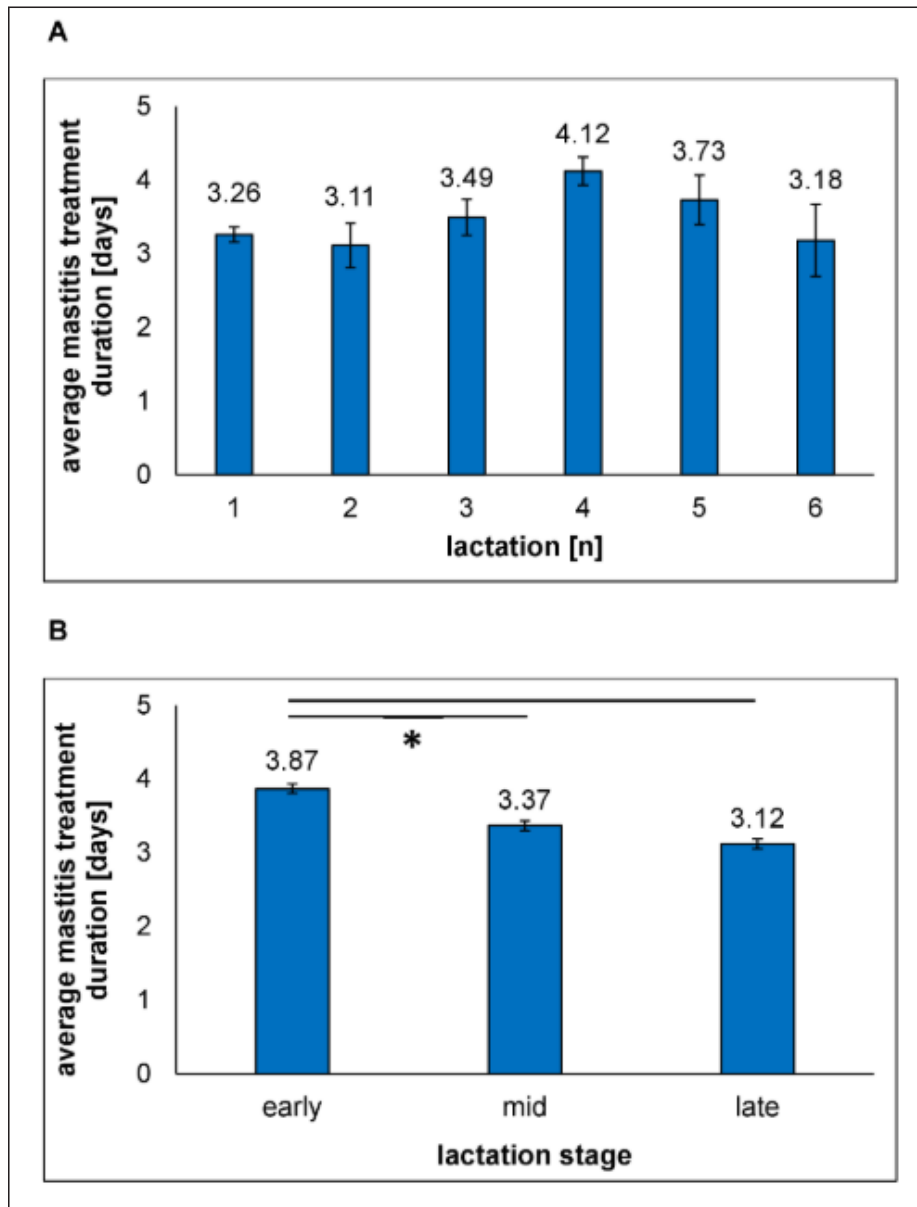 A
average mastitis treatment
duration [days]
5
4
3
2
1
0
3.26
3.11
3.49
4.12
3.73
3.18
1 2 3 4 5 6
lactation [n]
B
average mastitis treatment
duration [days]
5
4
3
2
1
0
*
3.87
3.37
3.12
early mid late
lactation stage